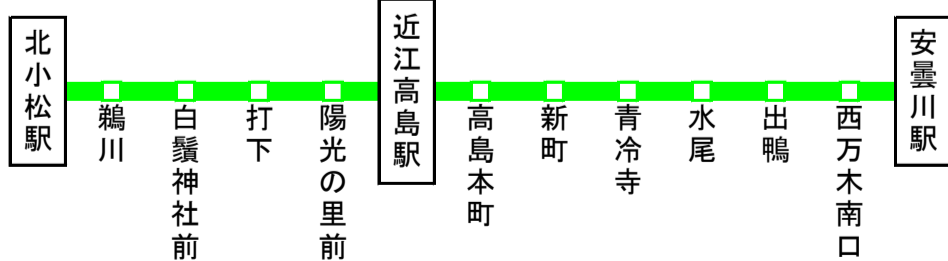 北小松駅
鵜川
白鬚神社前
打下
陽光の里前
近江高島駅
高島本町
新町
青冷寺
水尾
出鴨
西万木南口
安曇川駅